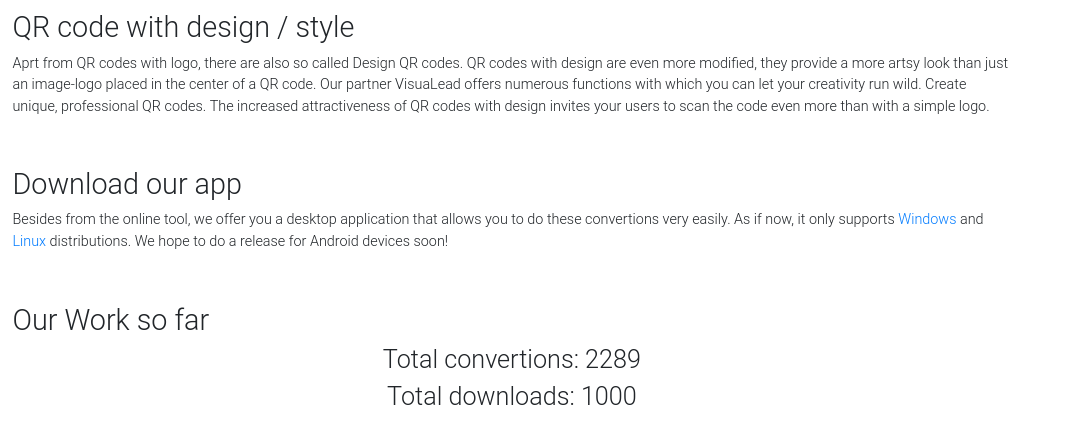 QR code with design / style
Aprt from QR codes with logo, there are also so called Design QR codes. QR codes with design are even more modified, they provide a more artsy look than just
an image-logo placed in the center of a QR code. Our partner VisuaLead offers numerous functions with which you can let your creativity run wild. Create
unique, professional QR codes. The increased attractiveness of QR codes with design invites your users to scan the code even more than with a simple logo.
Download our app
Besides from the online tool, we offer you a desktop application that allows you to do these convertions very easily. As if now, it only supports Windows and
Linux distributions. We hope to do a release for Android devices soon!
Our Work so far
Total convertions: 2289
Total downloads: 1000